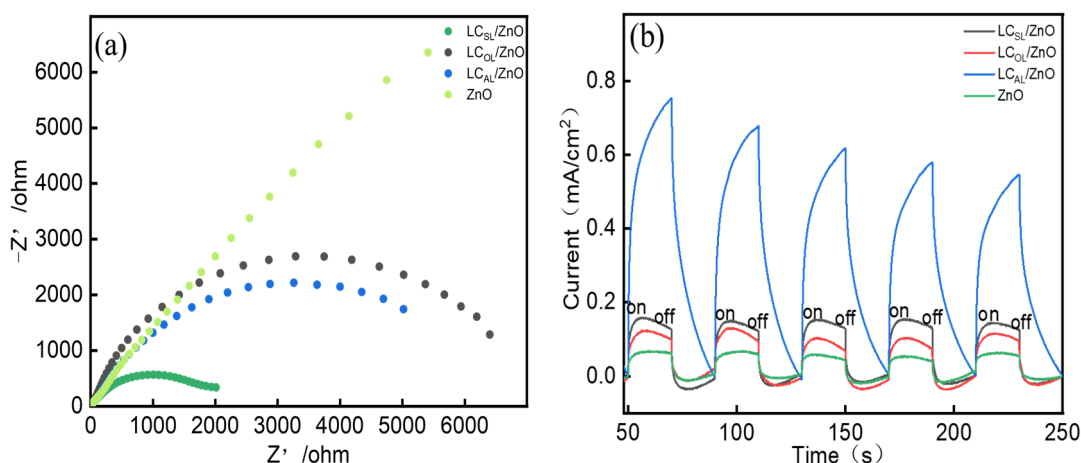 (a)
LCSL/ZnO
LCOL/ZnO
LCAL/ZnO
ZnO
6000
5000
4000
3000
2000
1000
0
−Z’ /ohm
0 1000 2000 3000 4000 5000 6000
Z’ /ohm
(b)
LCSL/ZnO
LCOL/ZnO
LCAL/ZnO
ZnO
0.8
0.6
0.4
0.2
0.0
Current（mA/cm²）
on off on off on off on off on off
50 100 150 200 250
Time（s）